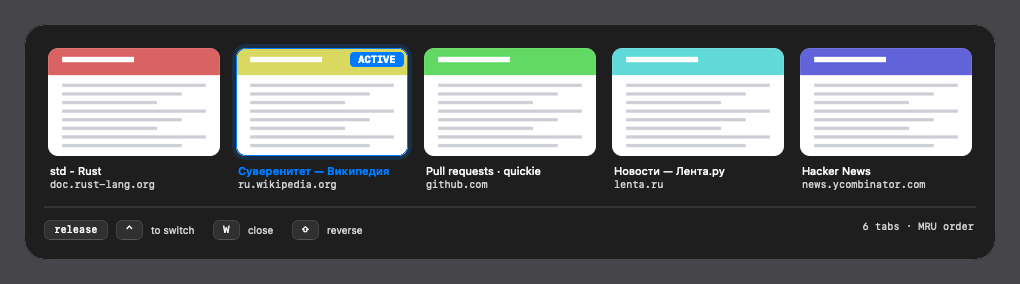 ACTIVE
std - Rust
doc.rust-lang.org
Суверенитет — Википедия
ru.wikipedia.org
Pull requests · quickie
github.com
Новости — Лента.ру
lenta.ru
Hacker News
news.ycombinator.com
release ^ to switch W close ⇧ reverse
6 tabs · MRU order